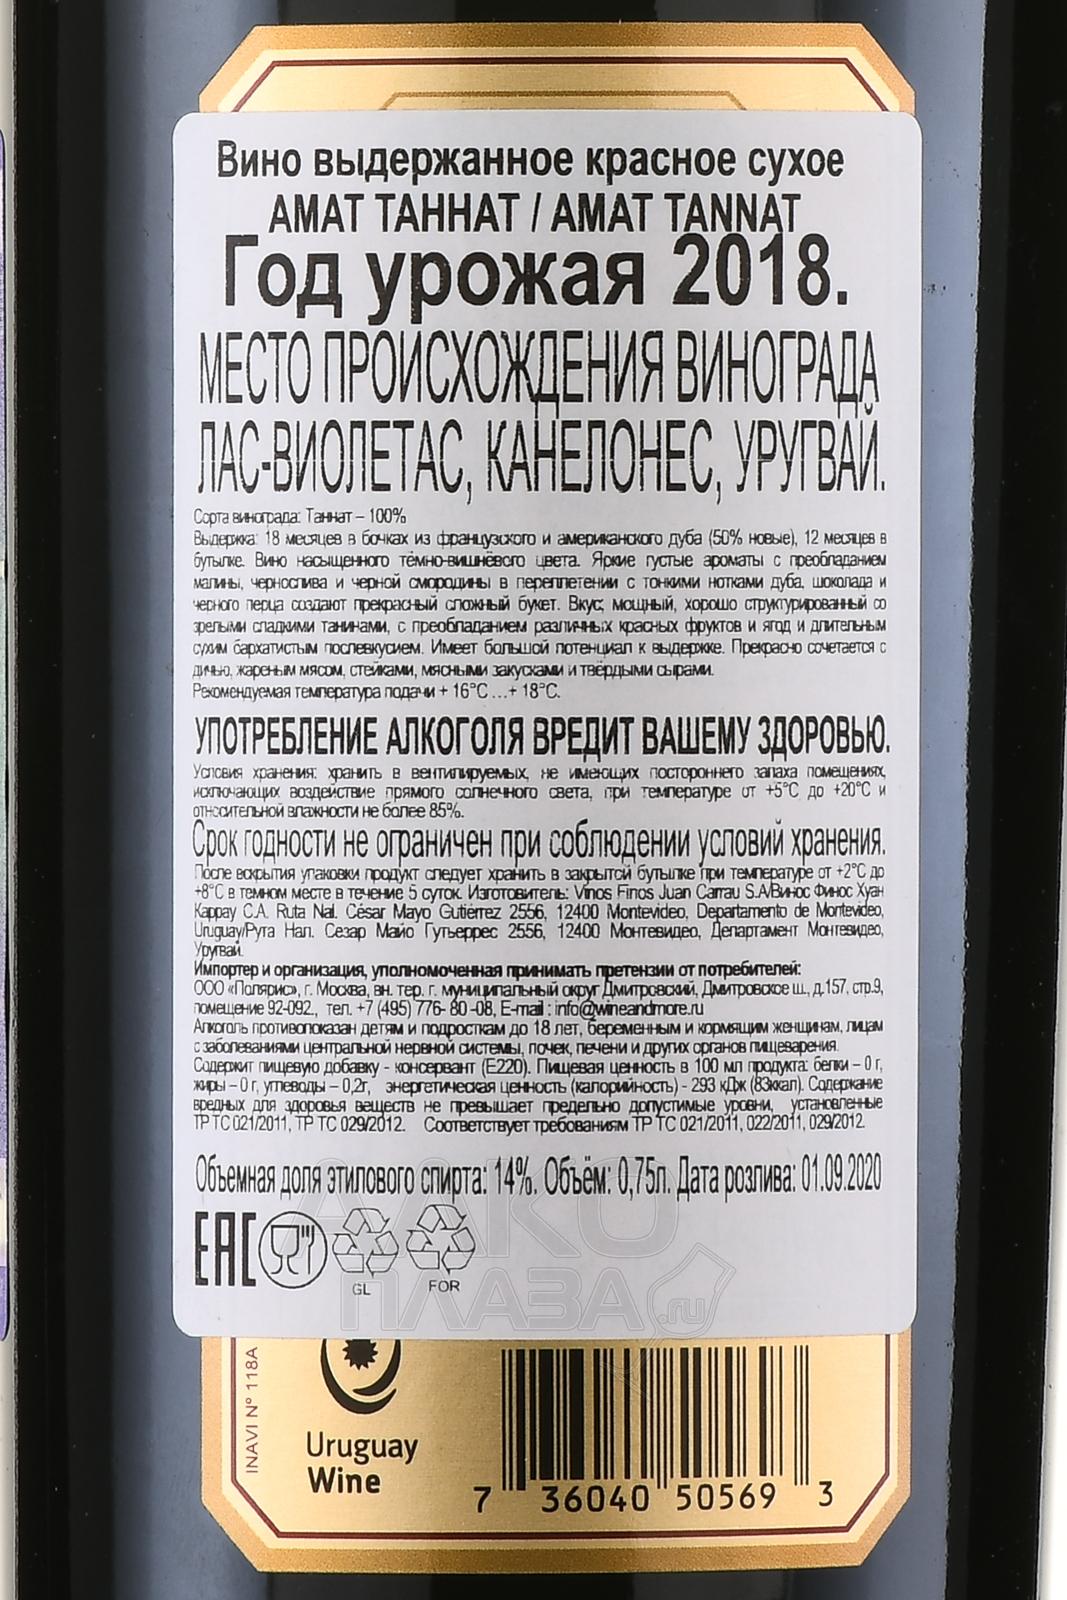 Вино выдержанное красное сухое
АМАТ ТАННАТ / AMAT TANNAT
Год урожая 2018.
МЕСТО ПРОИСХОЖДЕНИЯ ВИНОГРАДА
ЛАС-ВИОЛЕТАС, КАНЕЛОНЕС, УРУГВАЙ.
Сорта винограда: Таннат – 100%
Выдержка: 18 месяцев в бочках из французского и американского дуба (50% новые), 12 месяцев в
бутылке. Вино насыщенного тёмно-вишнёвого цвета. Яркие густые ароматы с преобладанием
малины, чернослива и черной смородины в переплетении с тонкими нотками дуба, шоколада и
черного перца создают прекрасный сложный букет. Вкус мощный, хорошо структурированный со
зрелыми сладкими танинами, с преобладанием различных красных фруктов и ягод и длительным
сухим бархатистым послевкусием. Имеет большой потенциал к выдержке. Прекрасно сочетается с
дичью, жареным мясом, стейками, мясными закусками и твёрдыми сырами.
Рекомендуемая температура подачи + 16°С ...+ 18°С.
УПОТРЕБЛЕНИЕ АЛКОГОЛЯ ВРЕДИТ ВАШЕМУ ЗДОРОВЬЮ.
Условия хранения: хранить в вентилируемых, не имеющих постороннего запаха помещениях,
исключающих воздействие прямого солнечного света, при температуре от +5°С до +20°С и
относительной влажности не более 85%.
Срок годности не ограничен при соблюдении условий хранения.
После вскрытия упаковки продукт следует хранить в закрытой бутылке при температуре от +2°С до
+8°С в темном месте в течение 5 суток. Изготовитель: Vinos Finos Juan Carrau S.A/Винос Финос Хуан
Каррау С.А. Ruta Nal. César Mayo Gutiérrez 2556, 12400 Montevideo, Departamento de Montevideo,
Uruguay/Рута Нал. Сезар Майо Гутьеррес 2556, 12400 Монтевидео, Департамент Монтевидео,
Уругвай.
Импортер и организация, уполномоченная принимать претензии от потребителей:
ООО «Полярис», г. Москва, вн. тер. г. муниципальный округ Дмитровский, Дмитровское ш., д.157, стр.9,
помещение 92-092., тел. +7 (495) 776- 80 -08, E-mail : info@wineandmore.ru
Алкоголь противопоказан детям и подросткам до 18 лет, беременным и кормящим женщинам, лицам
с заболеваниями центральной нервной системы, почек, печени и других органов пищеварения.
Содержит пищевую добавку - консервант (Е220). Пищевая ценность в 100 мл продукта: белки – 0 г,
жиры – 0 г, углеводы – 0,2г, энергетическая ценность (калорийность) - 293 кДж (83ккал). Содержание
вредных для здоровья веществ не превышает предельно допустимые уровни, установленные
ТР ТС 021/2011, ТР ТС 029/2012. Соответствует требованиям ТР ТС 021/2011, 022/2011, 029/2012.
Объемная доля этилового спирта: 14%. Объём: 0,75л. Дата розлива: 01.09.2020
EAC
GL
FOR
АЛКО
ПЛАЗА.ru
INAVI N° 118A
Uruguay
Wine
7 36040 50569 3